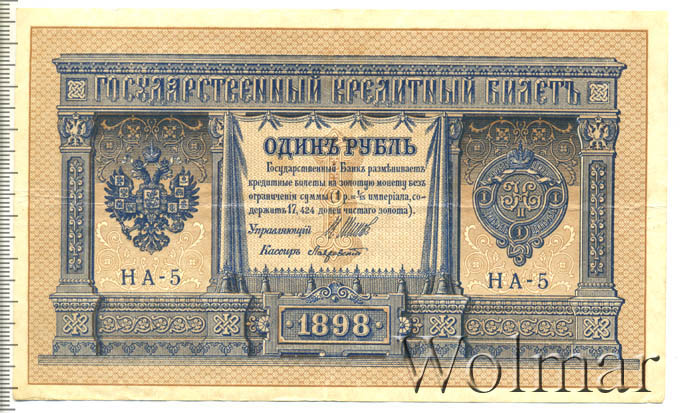 ГОСУДАРСТВЕННЫЙ КРЕДИТНЫЙ БИЛЕТЪ
ОДИНЪ РУБЛЬ
Государственный Банкъ размѣниваетъ
кредитные билеты на золотую монету безъ
ограниченія суммы (1 р.=1/15 имперіала, со-
держитъ 17,424 долей чистаго золота).
Управляющій
Кассиръ
НА-5
НА-5
1898
Wolmar